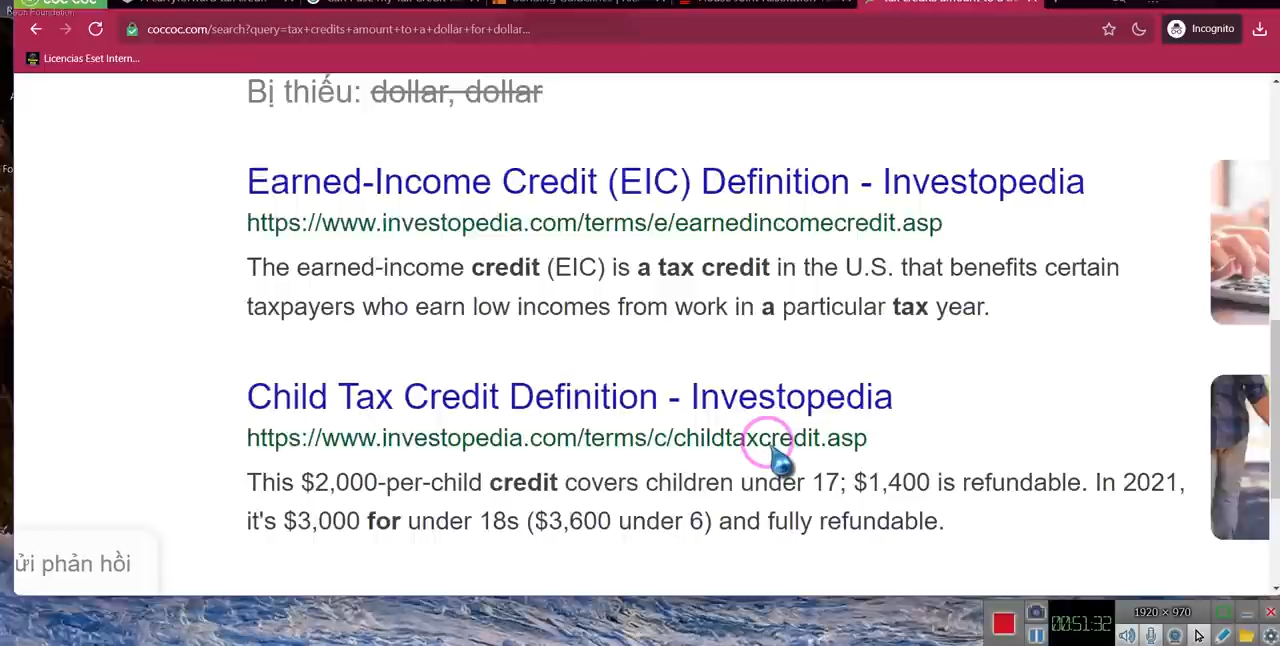 coccoc.com/search?query=tax+credits+amount+to+a+dollar+for+dollar...
Incognito
Licencias Eset Intern...
Bị thiếu: dollar, dollar
Earned-Income Credit (EIC) Definition - Investopedia
https://www.investopedia.com/terms/e/earnedincomecredit.asp
The earned-income credit (EIC) is a tax credit in the U.S. that benefits certain
taxpayers who earn low incomes from work in a particular tax year.
Child Tax Credit Definition - Investopedia
https://www.investopedia.com/terms/c/childtaxcredit.asp
This $2,000-per-child credit covers children under 17; $1,400 is refundable. In 2021,
it's $3,000 for under 18s ($3,600 under 6) and fully refundable.
ửi phản hồi
1920 × 970
00:51:32